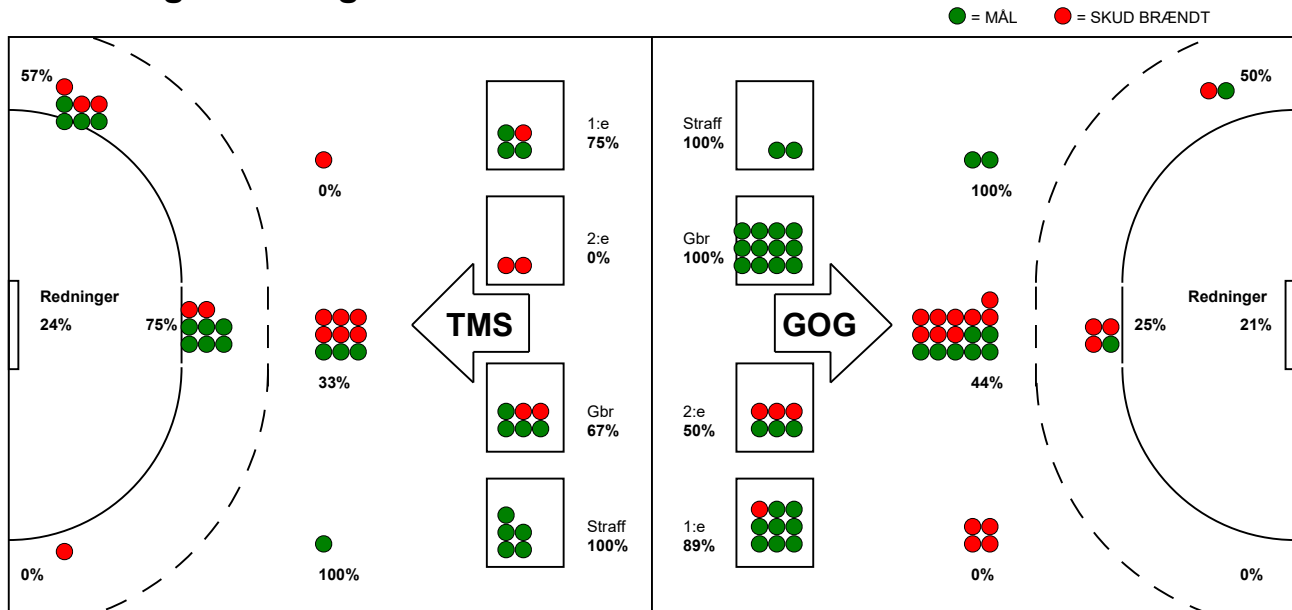 = MÅL
= SKUD BRÆNDT
57%
0%
Redninger
24%
75%
33%
0%
100%
1:e
75%
2:e
0%
TMS
Gbr
67%
Straff
100%
Straff
100%
Gbr
100%
GOG
2:e
50%
1:e
89%
50%
100%
Redninger
25%
21%
44%
0%
0%